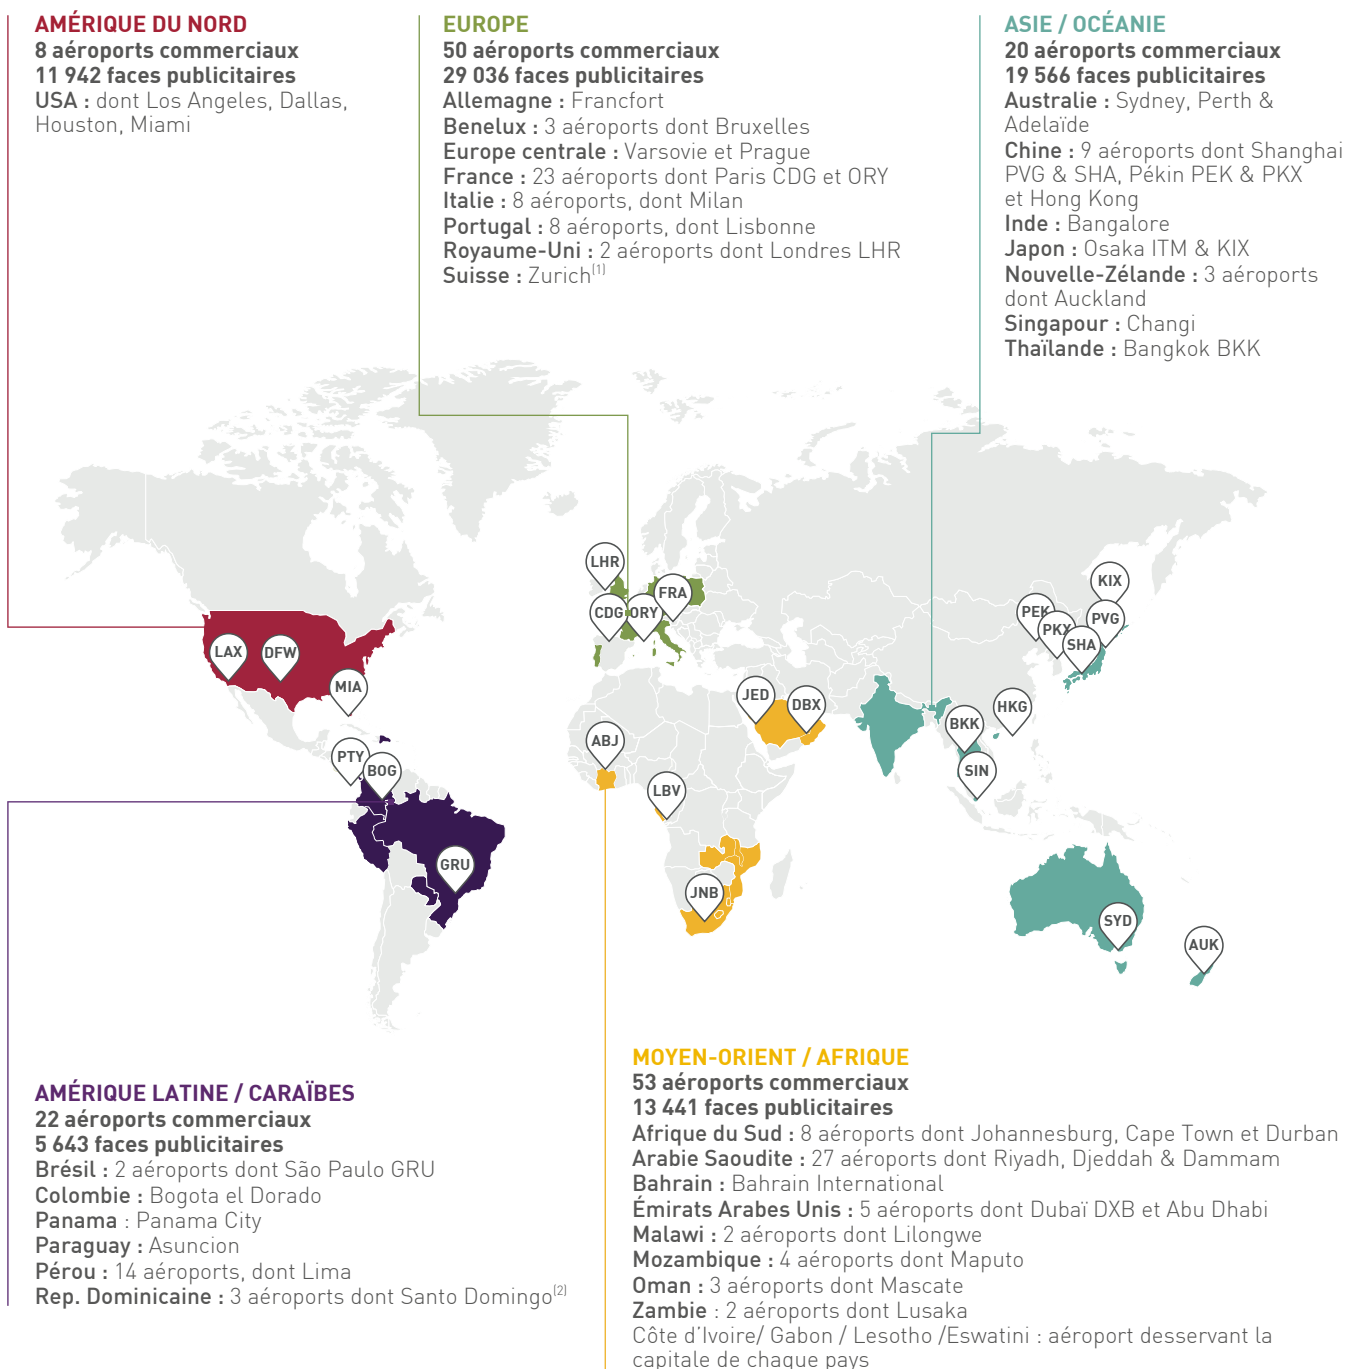 AMÉRIQUE DU NORD
8 aéroports commerciaux
11 942 faces publicitaires
USA : dont Los Angeles, Dallas,
Houston, Miami
EUROPE
50 aéroports commerciaux
29 036 faces publicitaires
Allemagne : Francfort
Benelux : 3 aéroports dont Bruxelles
Europe centrale : Varsovie et Prague
France : 23 aéroports dont Paris CDG et ORY
Italie : 8 aéroports, dont Milan
Portugal : 8 aéroports, dont Lisbonne
Royaume-Uni : 2 aéroports dont Londres LHR
Suisse : Zurich(1)
ASIE / OCÉANIE
20 aéroports commerciaux
19 566 faces publicitaires
Australie : Sydney, Perth &
Adelaïde
Chine : 9 aéroports dont Shanghai
PVG & SHA, Pékin PEK & PKX
et Hong Kong
Inde : Bangalore
Japon : Osaka ITM & KIX
Nouvelle-Zélande : 3 aéroports
dont Auckland
Singapour : Changi
Thaïlande : Bangkok BKK
LHR
CDG
ORY
FRA
KIX
PEK
PKX
PVG
SHA
LAX
DFW
MIA
JED
DBX
HKG
BKK
SIN
ABJ
LBV
PTY
BOG
GRU
JNB
SYD
AUK
AMÉRIQUE LATINE / CARAÏBES
22 aéroports commerciaux
5 643 faces publicitaires
Brésil : 2 aéroports dont São Paulo GRU
Colombie : Bogota el Dorado
Panama : Panama City
Paraguay : Asuncion
Pérou : 14 aéroports, dont Lima
Rep. Dominicaine : 3 aéroports dont Santo Domingo(2)
MOYEN-ORIENT / AFRIQUE
53 aéroports commerciaux
13 441 faces publicitaires
Afrique du Sud : 8 aéroports dont Johannesburg, Cape Town et Durban
Arabie Saoudite : 27 aéroports dont Riyadh, Djeddah & Dammam
Bahrain : Bahrain International
Émirats Arabes Unis : 5 aéroports dont Dubaï DXB et Abu Dhabi
Malawi : 2 aéroports dont Lilongwe
Mozambique : 4 aéroports dont Maputo
Oman : 3 aéroports dont Mascate
Zambie : 2 aéroports dont Lusaka
Côte d'Ivoire/ Gabon / Lesotho /Eswatini : aéroport desservant la
capitale de chaque pays